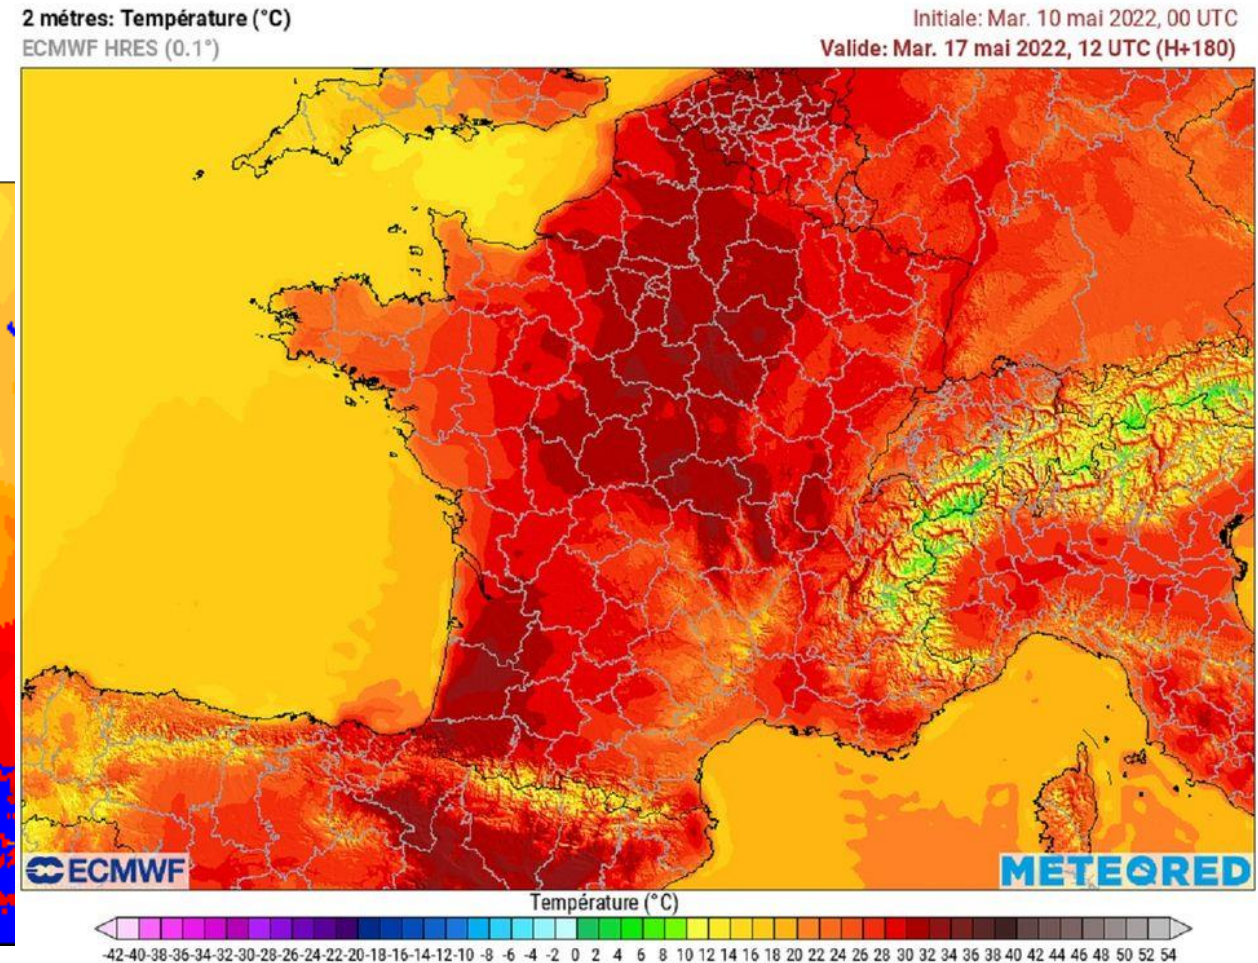 2 métres: Température (°C)
Initiale: Mar. 10 mai 2022, 00 UTC
ECMWF HRES (0.1°)
Valide: Mar. 17 mai 2022, 12 UTC (H+180)
ECMWF
METEORED
Température (°C)
-42-40-38-36-34-32-30-28-26-24-22-20-18-16-14-12-10 -8 -6 -4 -2 0 2 4 6 8 10 12 14 16 18 20 22 24 26 28 30 32 34 36 38 40 42 44 46 48 50 52 54